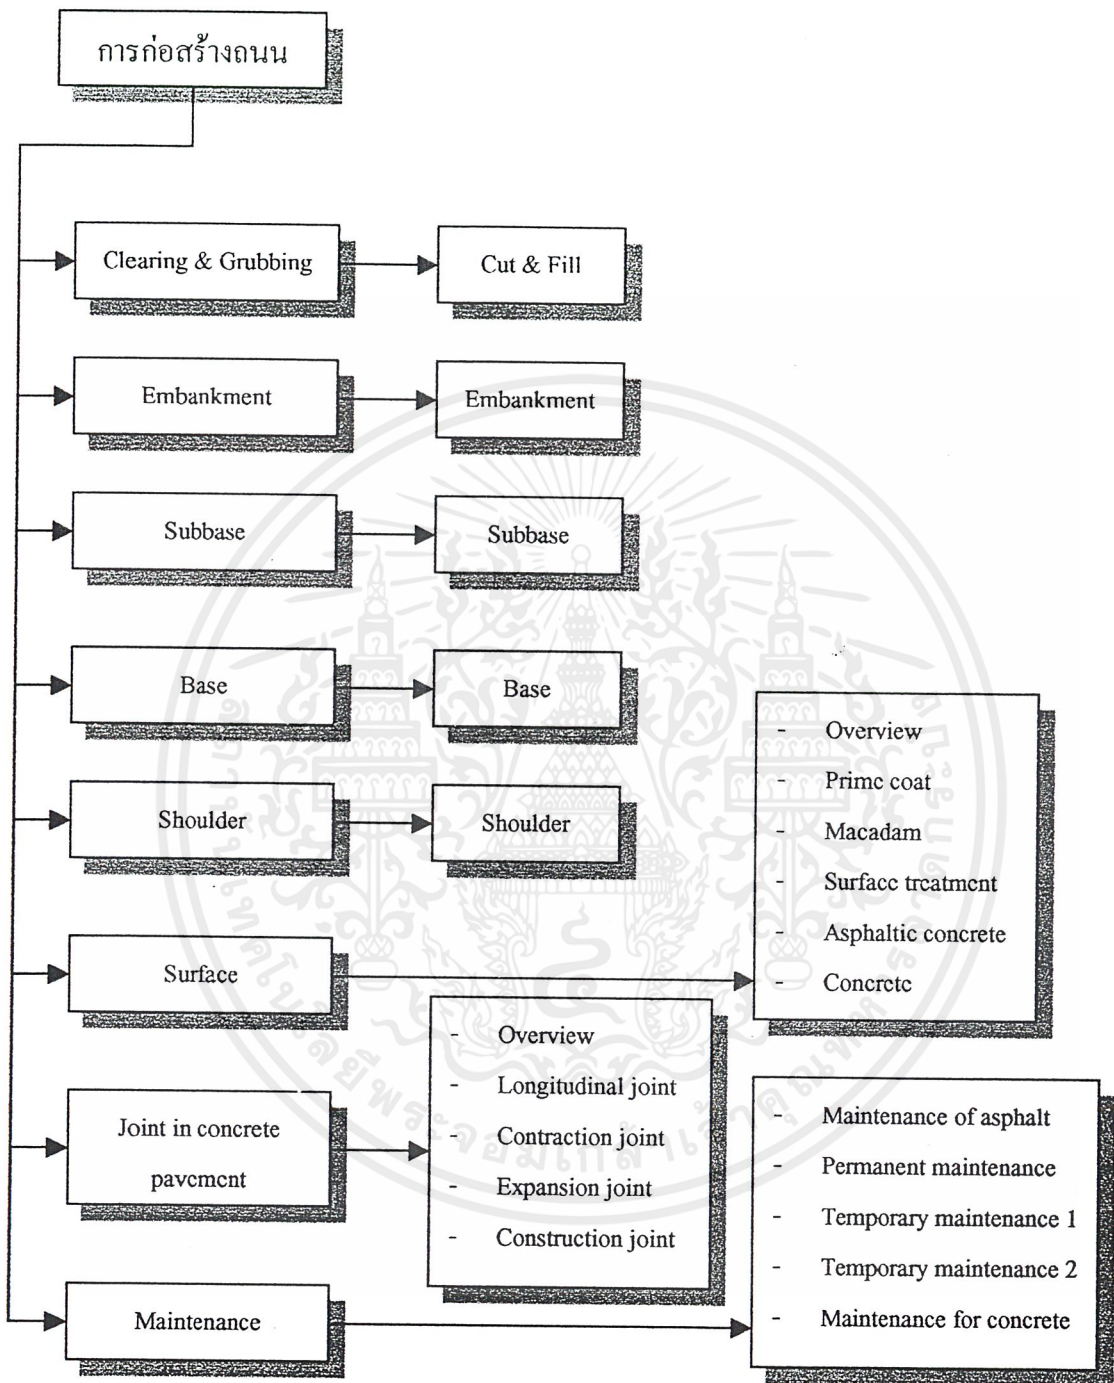 การก่อสร้างถนน
Clearing & Grubbing
Cut & Fill
Embankment
Embankment
Subbase
Subbase
Base
Base
Shoulder
Shoulder
Surface
- Overview
- Prime coat
- Macadam
- Surface treatment
- Asphaltic concrete
- Concrete
Joint in concrete
pavement
- Overview
- Longitudinal joint
- Contraction joint
- Expansion joint
- Construction joint
Maintenance
- Maintenance of asphalt
- Permanent maintenance
- Temporary maintenance 1
- Temporary maintenance 2
- Maintenance for concrete